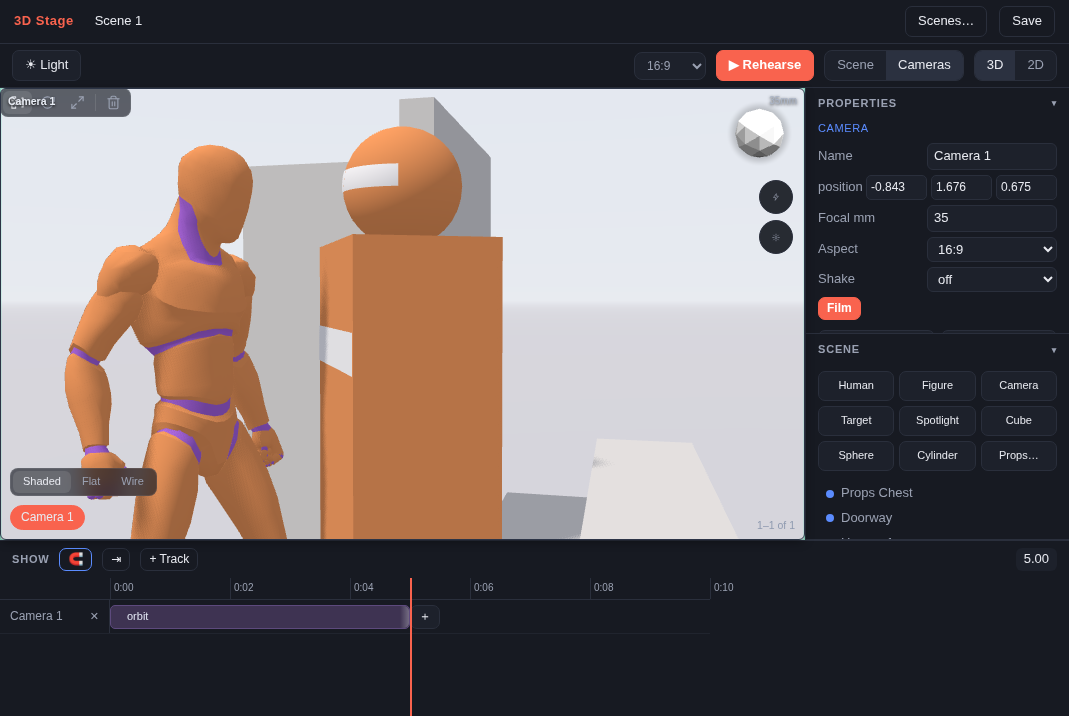 3D Stage Scene 1 Scenes… Save
☀ Light 16:9 ▶ Rehearse Scene Cameras 3D 2D
Camera 1 35mm
PROPERTIES
CAMERA
Name Camera 1
position -0.843 1.676 0.675
Focal mm 35
Aspect 16:9
Shake off
Film
SCENE
Human Figure Camera
Target Spotlight Cube
Sphere Cylinder Props…
Props Chest
Doorway
Shaded Flat Wire
Camera 1
1–1 of 1
SHOW + Track 5.00
0:00 0:02 0:04 0:06 0:08 0:10
Camera 1 × orbit +